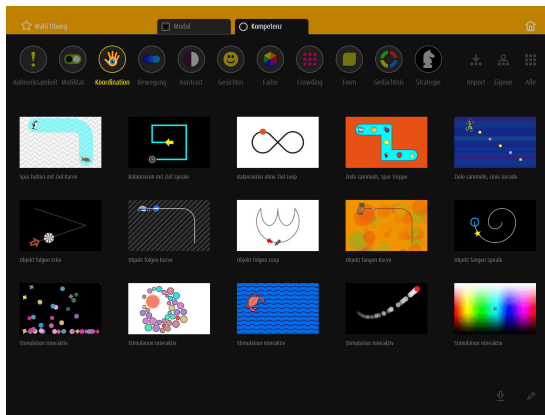 Wahl Übung
Modul
Kompetenz
Aufmerksamkeit Motilität Koordination Bewegung Kontrast Gesichter Farbe Crowding Form Gedächtnis Strategie Import Eigene Alle
Spur halten mit Ziel Kurve
Balancieren mit Ziel Spirale
Balancieren ohne Ziel Loop
Ziele sammeln, Spur Treppe
Ziele sammeln, Linie Gerade
Objekt folgen Ecke
Objekt folgen Kurve
Objekt folgen Loop
Objekt fangen Kurve
Objekt fangen Spirale
Stimulation Interaktiv
Stimulation Interaktiv
Stimulation Interaktiv
Stimulation Interaktiv
Stimulation Interaktiv